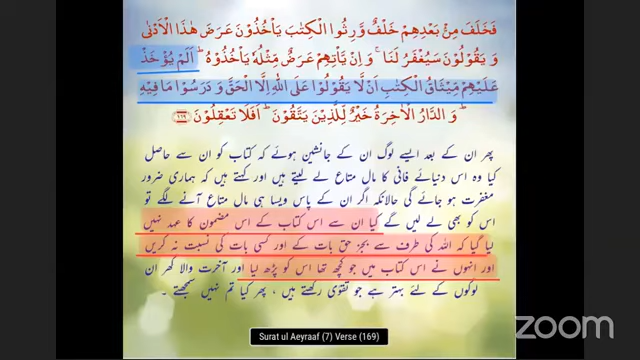 فَخَلَفَ مِنْۢ بَعْدِهِمْ خَلْفٌ وَّرِثُوا الْكِتٰبَ يَاْخُذُوْنَ عَرَضَ هٰذَا الْاَدْنٰى
وَ يَقُوْلُوْنَ سَيُغْفَرُ لَنَا ۚ وَ اِنْ يَّاْتِهِمْ عَرَضٌ مِّثْلُهٗ يَاْخُذُوْهُ ؕ اَلَمْ يُؤْخَذْ
عَلَيْهِمْ مِّيْثَاقُ الْكِتٰبِ اَنْ لَّا يَقُوْلُوْا عَلَى اللّٰهِ اِلَّا الْحَقَّ وَ دَرَسُوْا مَا فِيْهِ
ؕ وَ الدَّارُ الْاٰخِرَةُ خَيْرٌ لِّلَّذِيْنَ يَتَّقُوْنَ ؕ اَفَلَا تَعْقِلُوْنَ ﴿۱۶۹﴾
پھر ان کے بعد ایسے لوگ ان کے جانشین ہوئے کہ کتاب کو ان سے حاصل
کیا وہ اس دنیائے فانی کا مال متاع لے لیتے ہیں اور کہتے ہیں کہ ہماری ضرور
مغفرت ہو جائے گی حالانکہ اگر ان کے پاس ویسا ہی مال متاع آنے لگے تو
اس کو بھی لے لیں گے کیا ان سے اس کتاب کے اس مضمون کا عہد نہیں
لیا گیا کہ اللہ کی طرف سے بجز حق بات کے اور کسی بات کی نسبت نہ کریں
اور انہوں نے اس کتاب میں جو کچھ تھا اس کو پڑھ لیا اور آخرت والا گھر ان
لوگوں کے لئے بہتر ہے جو تقویٰ رکھتے ہیں ، پھر کیا تم نہیں سمجھتے ۔
Surat ul Aeyraaf (7) Verse (169)
zoom